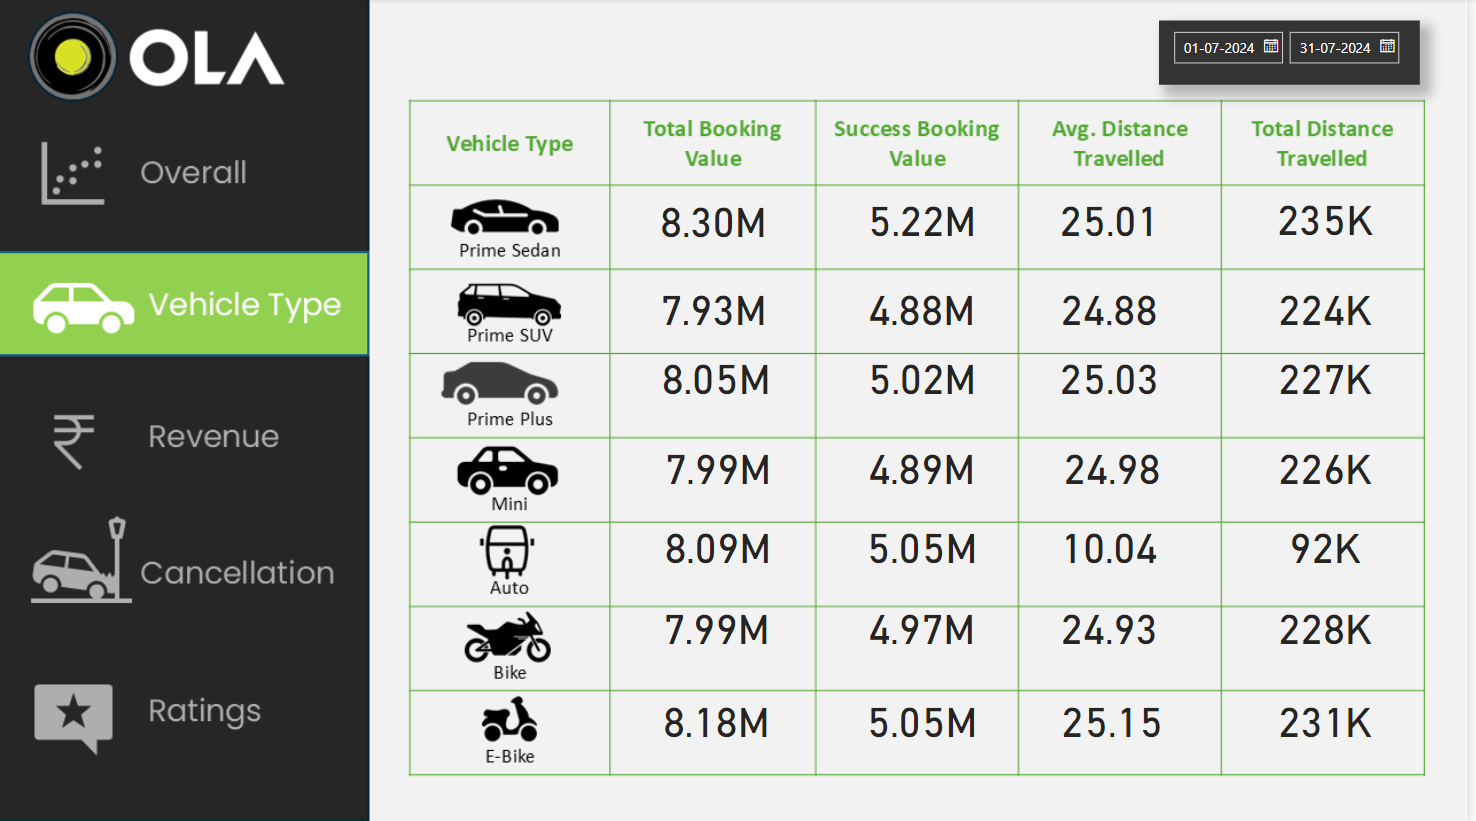 OLA
Overall
Vehicle Type
Revenue
Cancellation
Ratings
01-07-2024 31-07-2024
Vehicle Type Total Booking Value Success Booking Value Avg. Distance Travelled Total Distance Travelled
Prime Sedan 8.30M 5.22M 25.01 235K
Prime SUV 7.93M 4.88M 24.88 224K
Prime Plus 8.05M 5.02M 25.03 227K
Mini 7.99M 4.89M 24.98 226K
Auto 8.09M 5.05M 10.04 92K
Bike 7.99M 4.97M 24.93 228K
E-Bike 8.18M 5.05M 25.15 231K